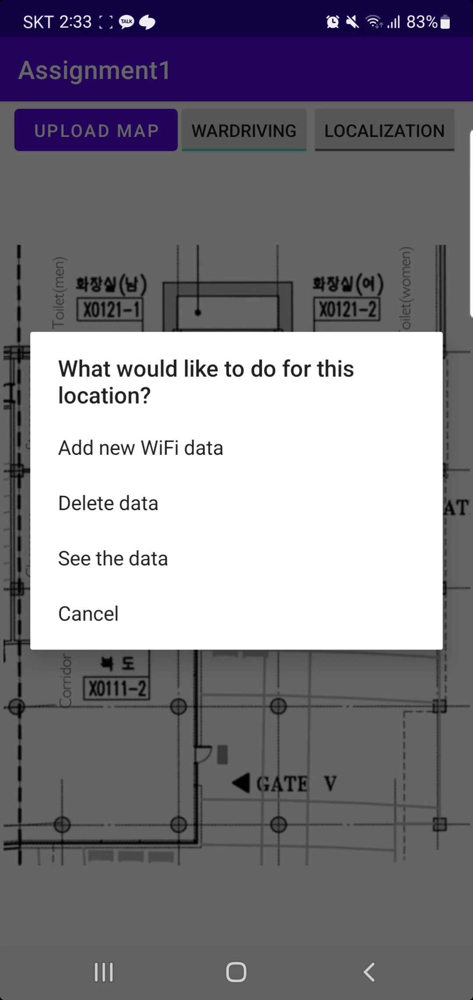 SKT 2:33 TALK 83%
Assignment1
UPLOAD MAP WARDRIVING LOCALIZATION
Toilet(men)
화장실(남)
X0121-1
화장실(여)
X0121-2
oilet(women)
What would like to do for this
location?
Add new WiFi data
Delete data
See the data
Cancel
AT
Corridor
복 도
X0111-2
GATE V